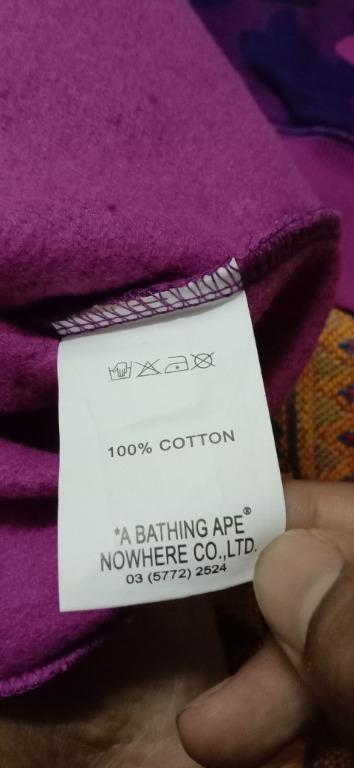 100% COTTON
*A BATHING APE®
NOWHERE CO.,LTD.
03 (5772) 2524